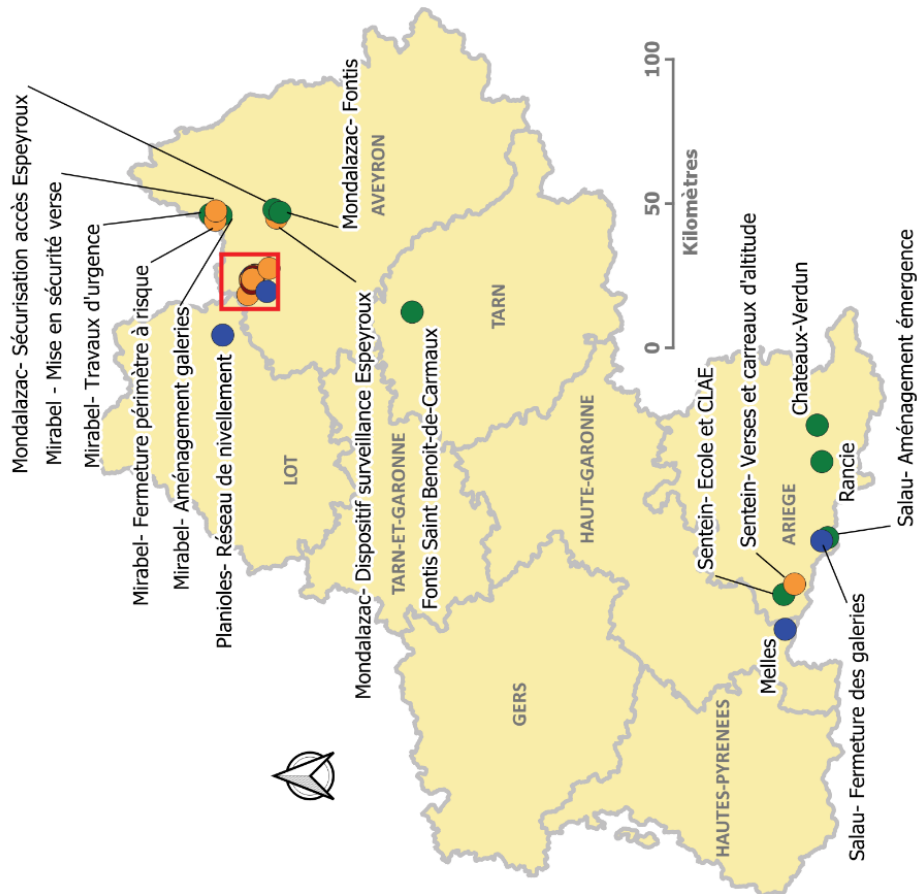 Mondalazac- Sécurisation accès Espeyroux
Mirabel - Mise en sécurité verse
Mirabel- Travaux d'urgence
Mirabel- Fermeture périmètre à risque
Mirabel- Aménagement galeries
Planioles- Réseau de nivellement
LOT
Mondalazac- Fontis
AVEYRON
Mondalazac- Dispositif surveillance Espeyroux
TARN-ET-GARONNE
Fontis Saint Benoit-de-Carmaux
TARN
GERS
HAUTE-GARONNE
0
50
100
Kilomètres
Sentein- Ecole et CLAE
Sentein- Verses et carreaux d'altitude
Chateaux-Verdun
HAUTES-PYRENEES
Melles
ARIEGE
Rancie
Salau- Fermeture des galeries
Salau- Aménagement émergence